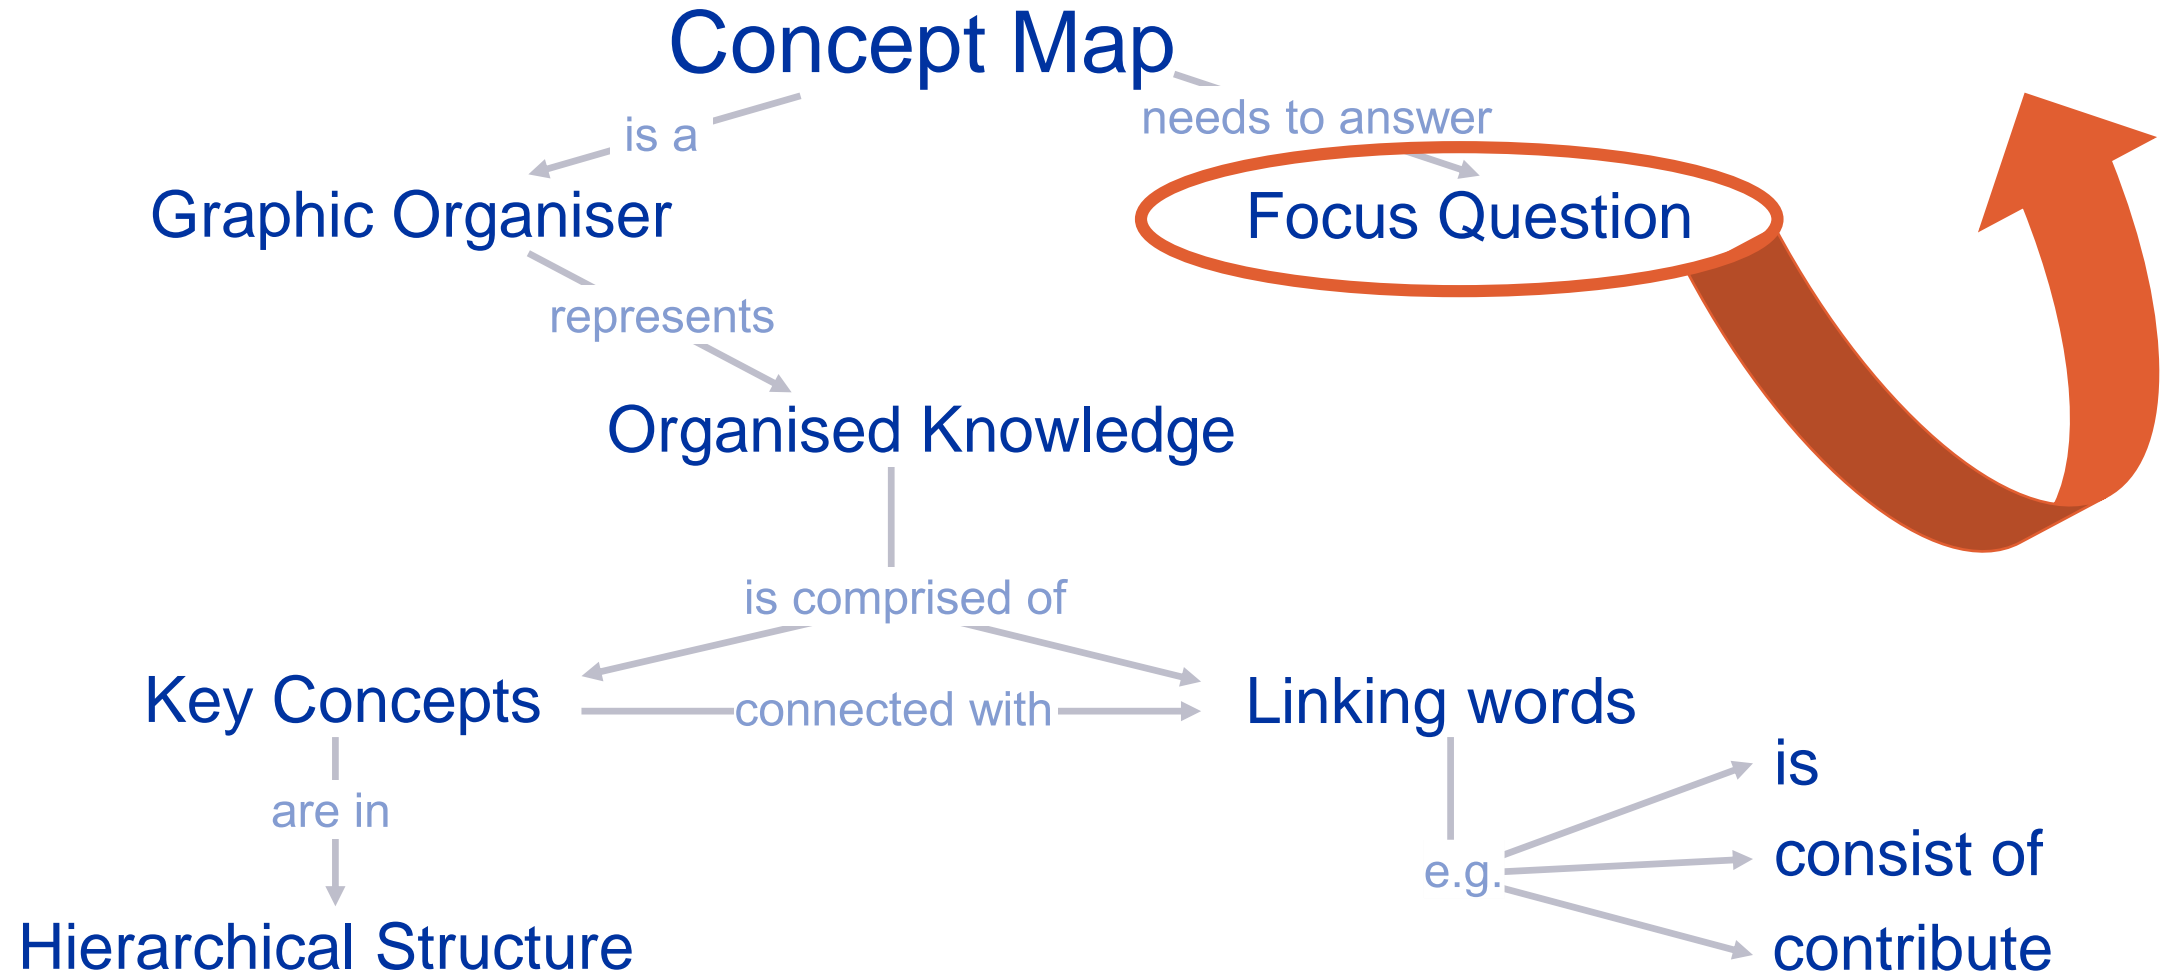 Concept Map
needs to answer
is a
Graphic Organiser
Focus Question
represents
Organised Knowledge
is comprised of
Key Concepts
connected with
Linking words
is
are in
consist of
e.g.
Hierarchical Structure
contribute